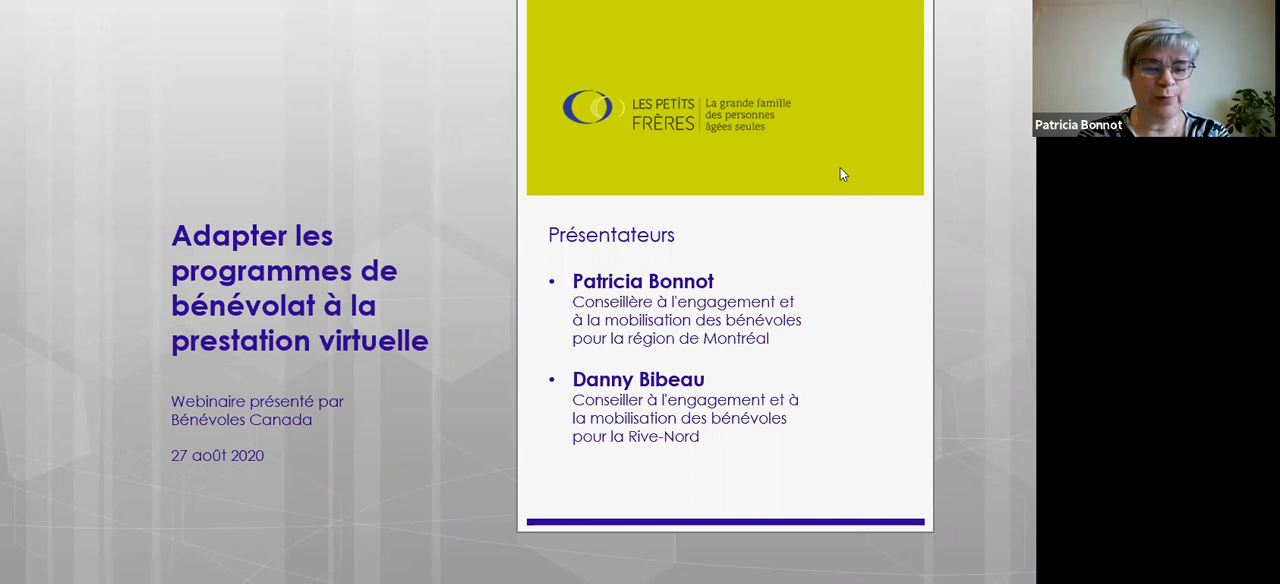 Adapter les
programmes de
bénévolat à la
prestation virtuelle
Webinaire présenté par
Bénévoles Canada
27 août 2020
LES PETITS
FRÈRES
La grande famille
des personnes
âgées seules
Présentateurs
• Patricia Bonnot
Conseillère à l'engagement et
à la mobilisation des bénévoles
pour la région de Montréal
• Danny Bibeau
Conseiller à l'engagement et à
la mobilisation des bénévoles
pour la Rive-Nord
Patricia Bonnot